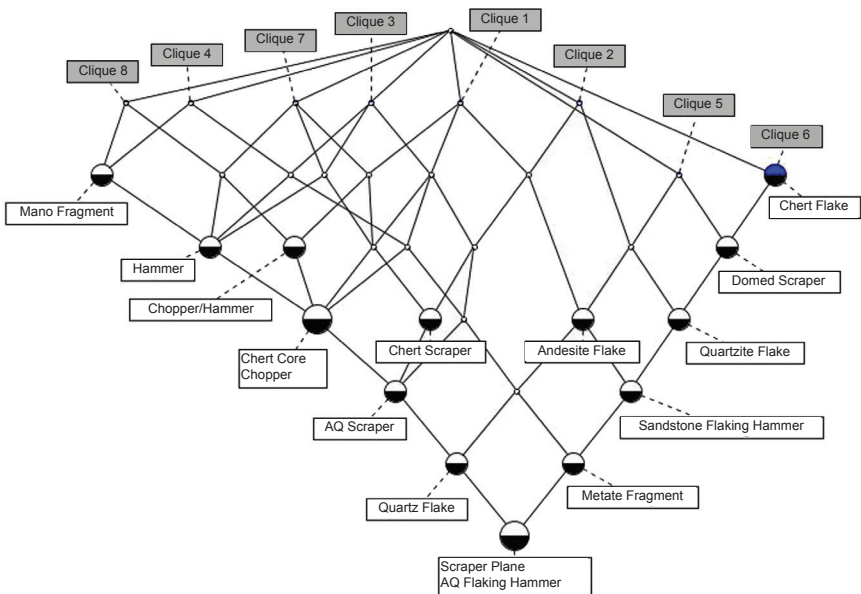 Clique 3
Clique 1
Clique 7
Clique 4
Clique 2
Clique 8
Clique 5
Clique 6
Mano Fragment
Chert Flake
Hammer
Domed Scraper
Chopper/Hammer
Chert Core
Chopper
Chert Scraper
Andesite Flake
Quartzite Flake
AQ Scraper
Sandstone Flaking Hammer
Quartz Flake
Metate Fragment
Scraper Plane
AQ Flaking Hammer